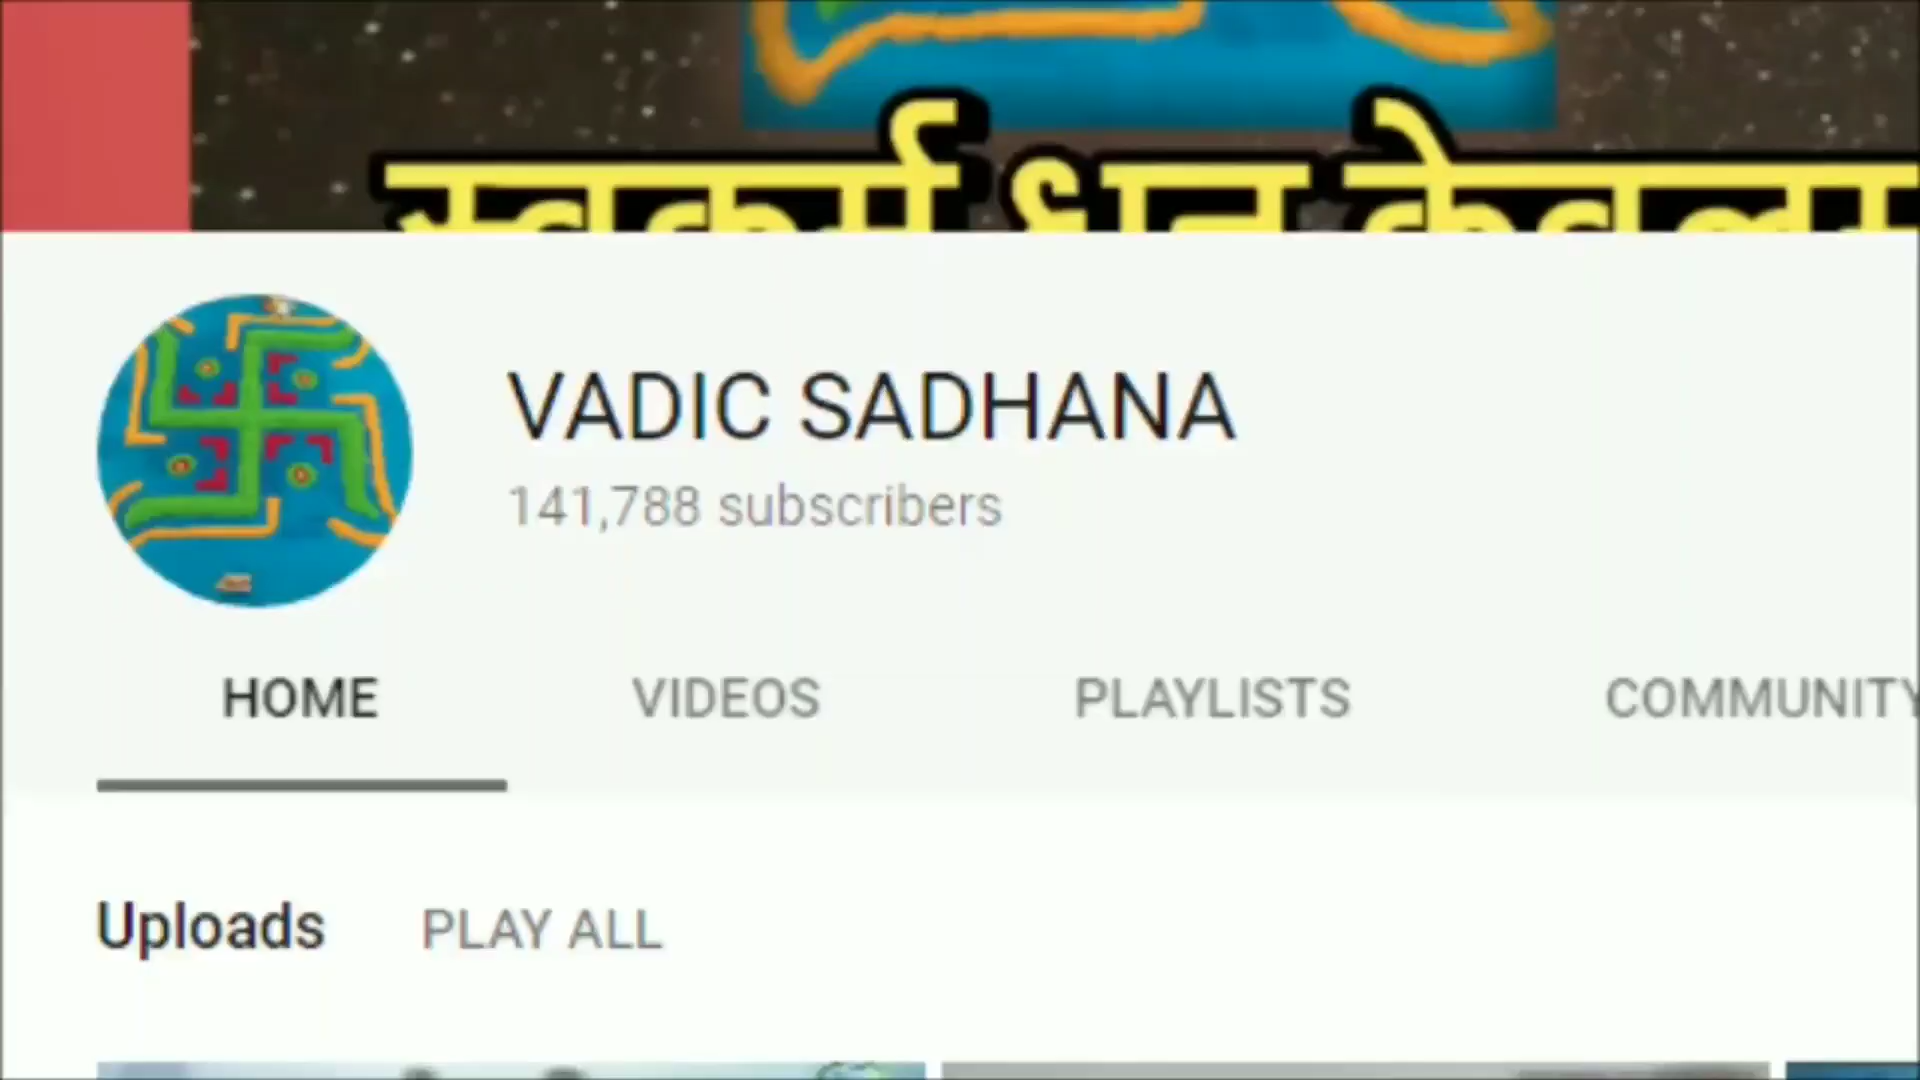 VADIC SADHANA
141,788 subscribers
HOME VIDEOS PLAYLISTS COMMUNITY
Uploads PLAY ALL